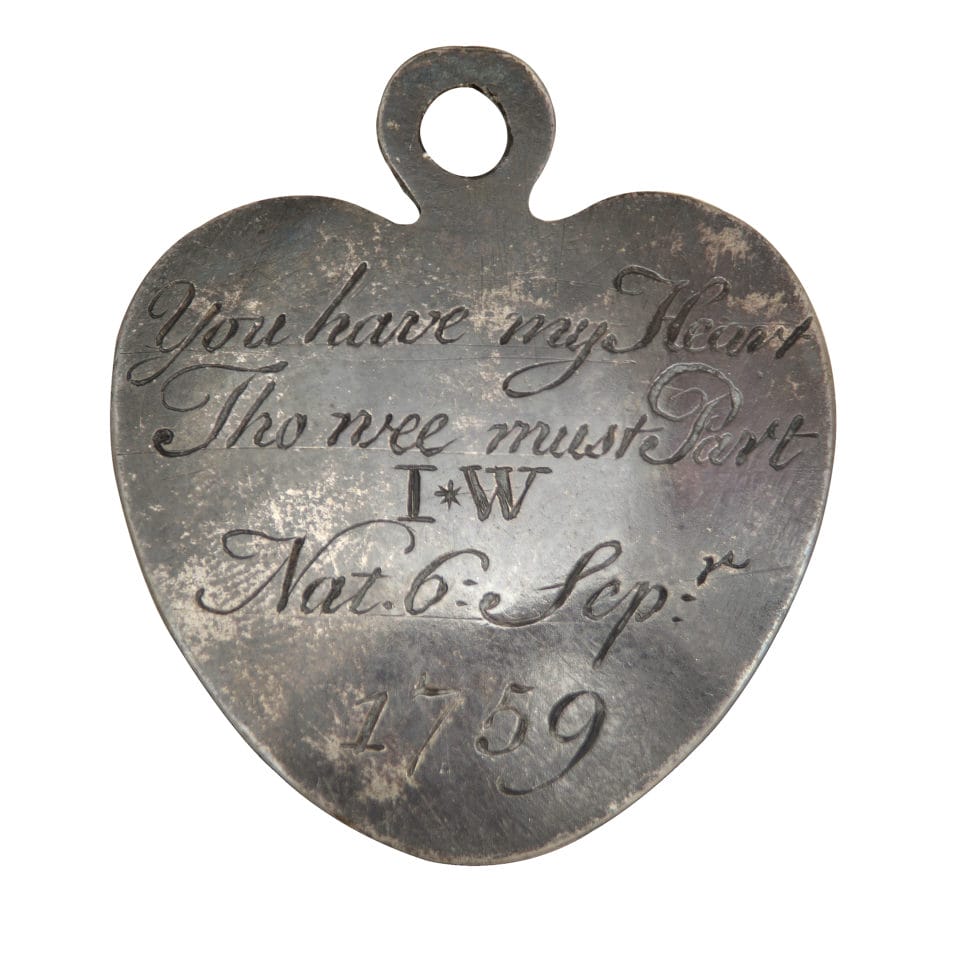 You have my Heart
Tho wee must Part
I*W
Nat. 6: Sep:r
1759